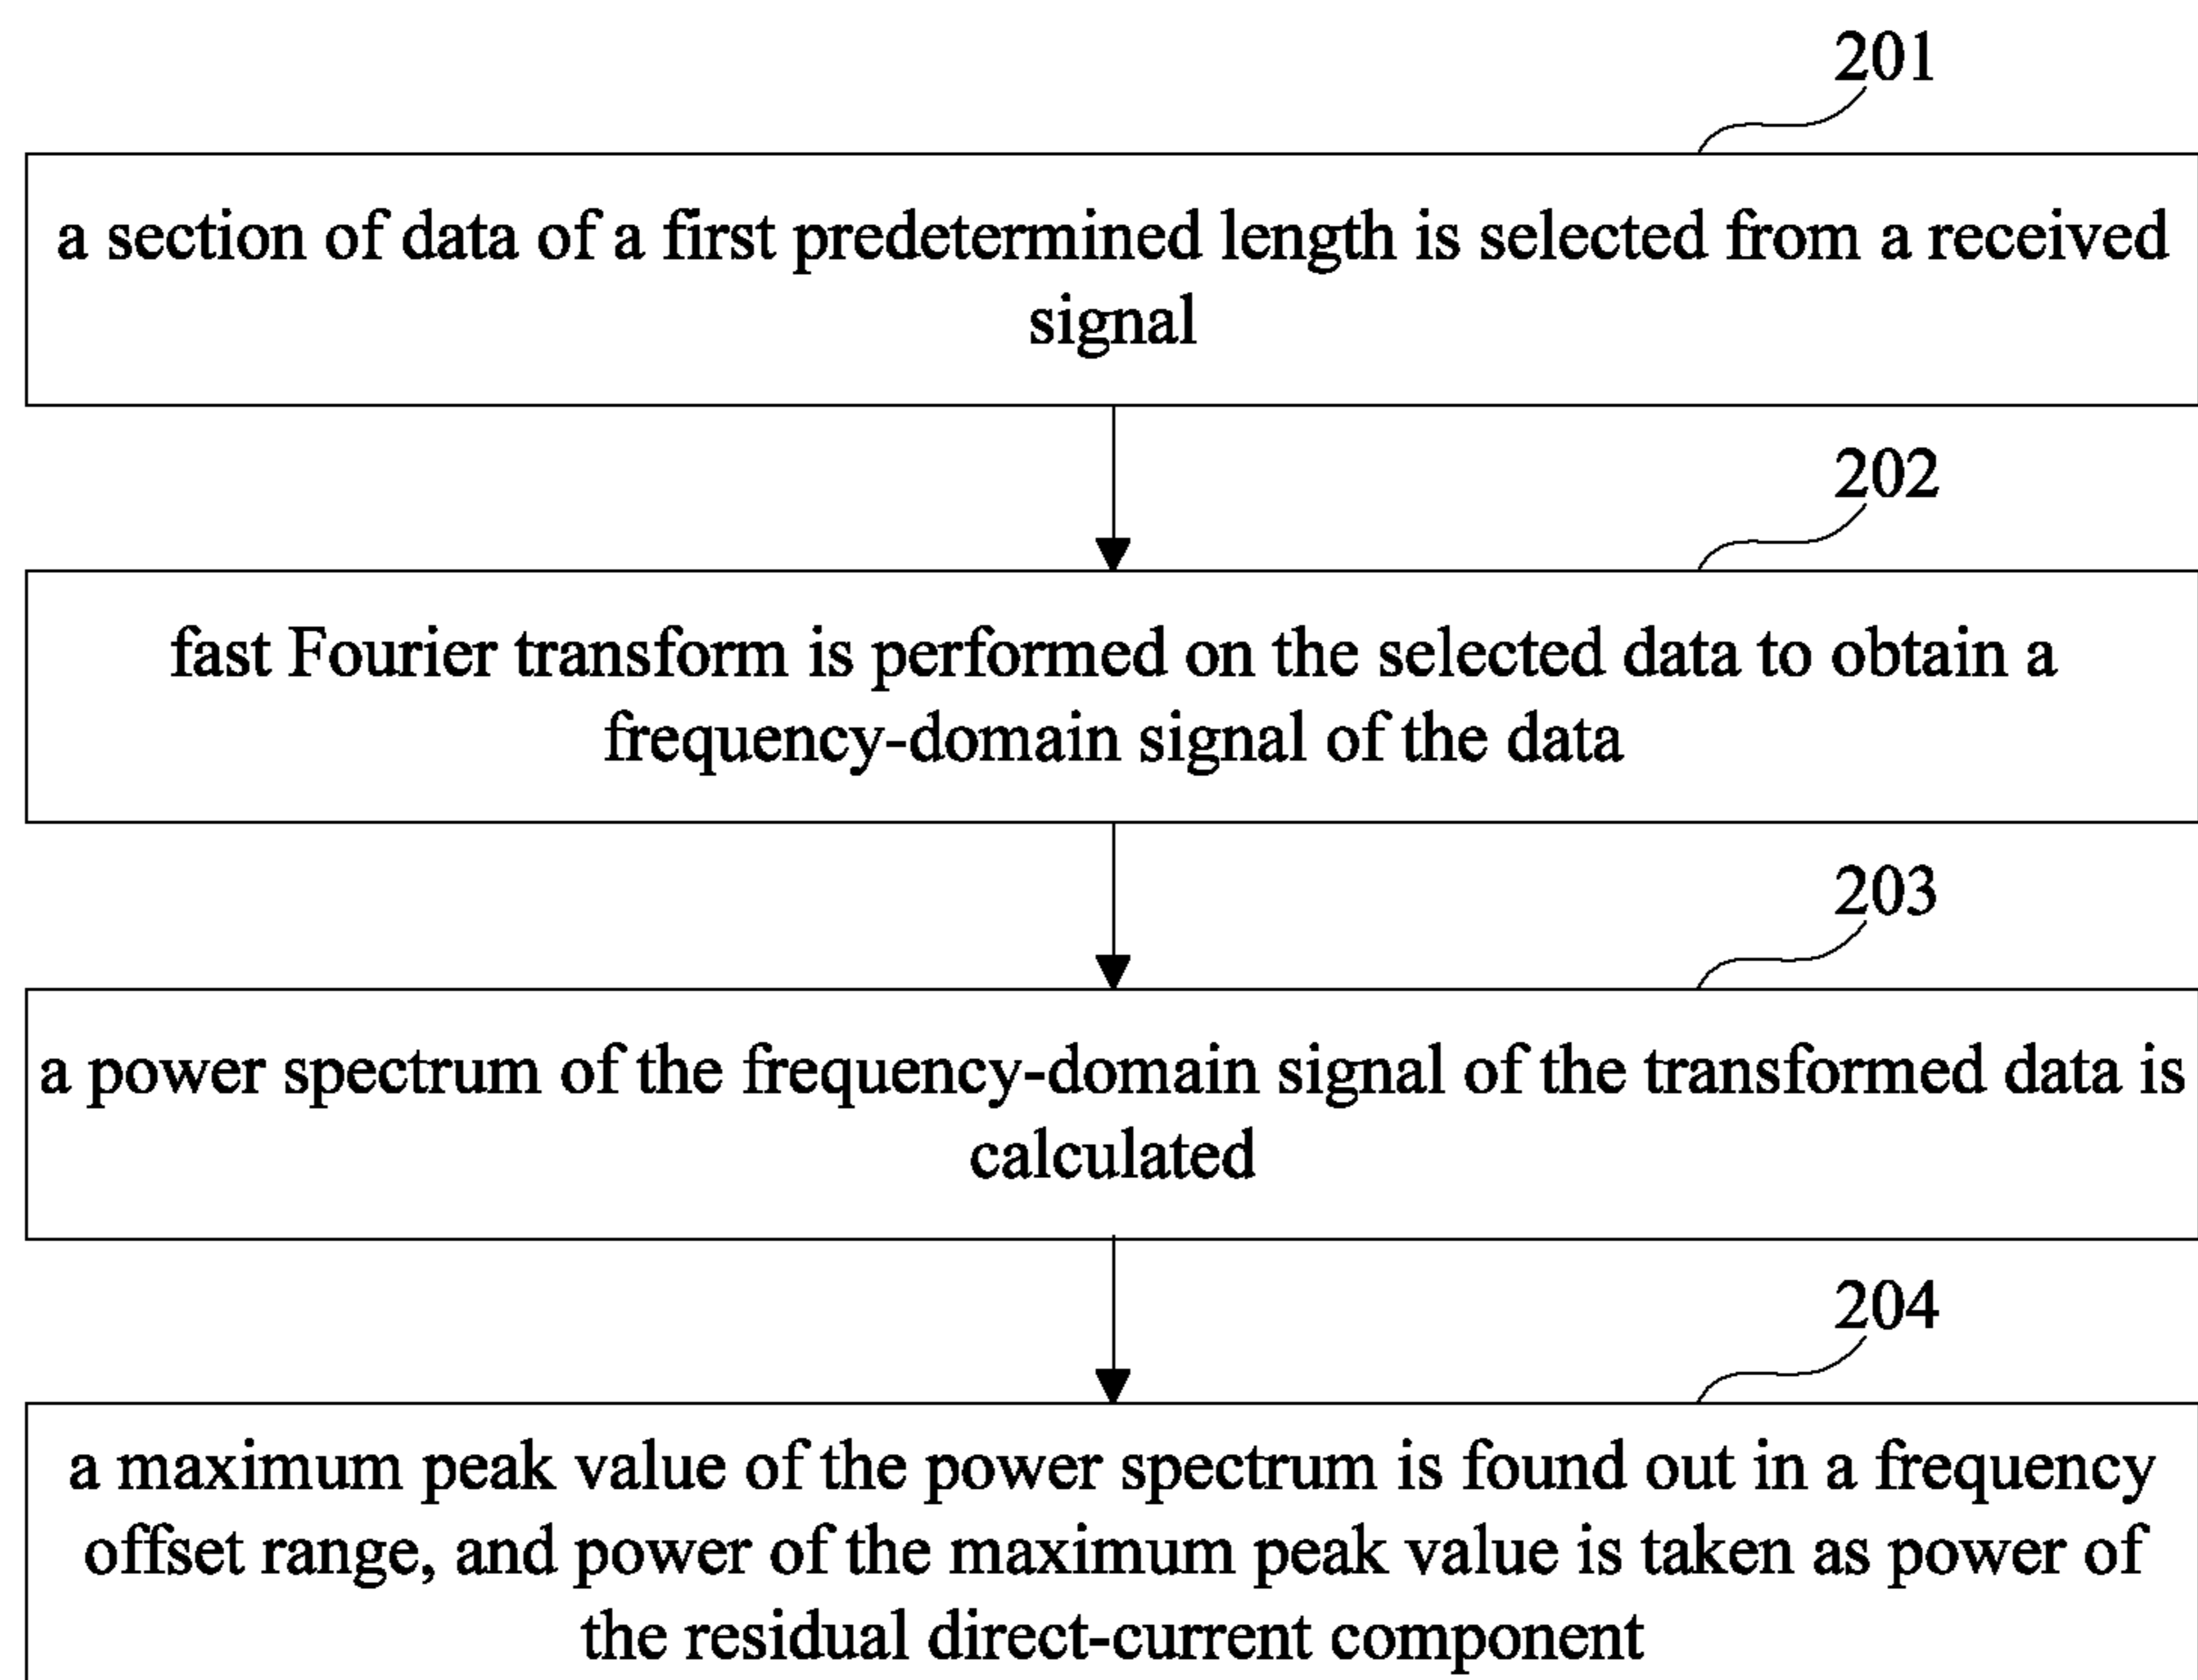 201
a section of data of a first predetermined length is selected from a received
signal
202
fast Fourier transform is performed on the selected data to obtain a
frequency-domain signal of the data
203
a power spectrum of the frequency-domain signal of the transformed data is
calculated
204
a maximum peak value of the power spectrum is found out in a frequency
offset range, and power of the maximum peak value is taken as power of
the residual direct-current component